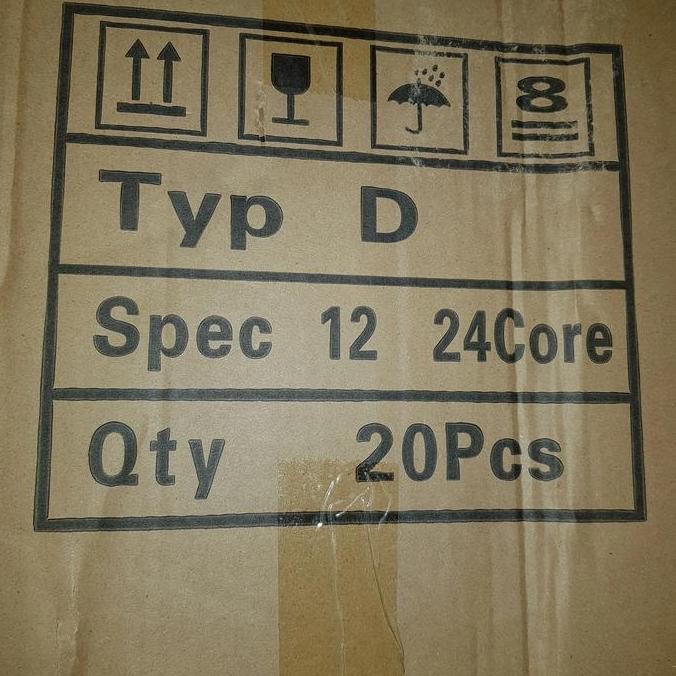 8
Typ D
Spec 12 24Core
Qty 20Pcs